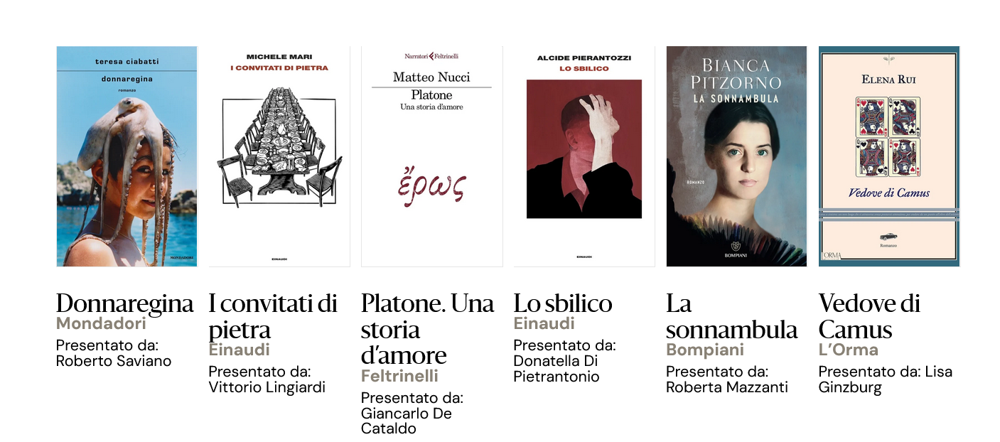 teresa ciabatti
donnaregina
romanzo
MONDADORI
MICHELE MARI
I CONVITATI DI PIETRA
EINAUDI
Narratori Feltrinelli
Matteo Nucci
Platone
Una storia d'amore
ἔρως
ALCIDE PIERANTOZZI
LO SBILICO
EINAUDI
BIANCA
PITZORNO
LA SONNAMBULA
ROMANZO
BOMPIANI
ELENA RUI
Vedove di Camus
Romanzo
L'ORMA
Donnaregina
Mondadori
Presentato da:
Roberto Saviano
I convitati di
pietra
Einaudi
Presentato da:
Vittorio Lingiardi
Platone. Una
storia
d’amore
Feltrinelli
Presentato da:
Giancarlo De
Cataldo
Lo sbilico
Einaudi
Presentato da:
Donatella Di
Pietrantonio
La
sonnambula
Bompiani
Presentato da:
Roberta Mazzanti
Vedove di
Camus
L’Orma
Presentato da: Lisa
Ginzburg